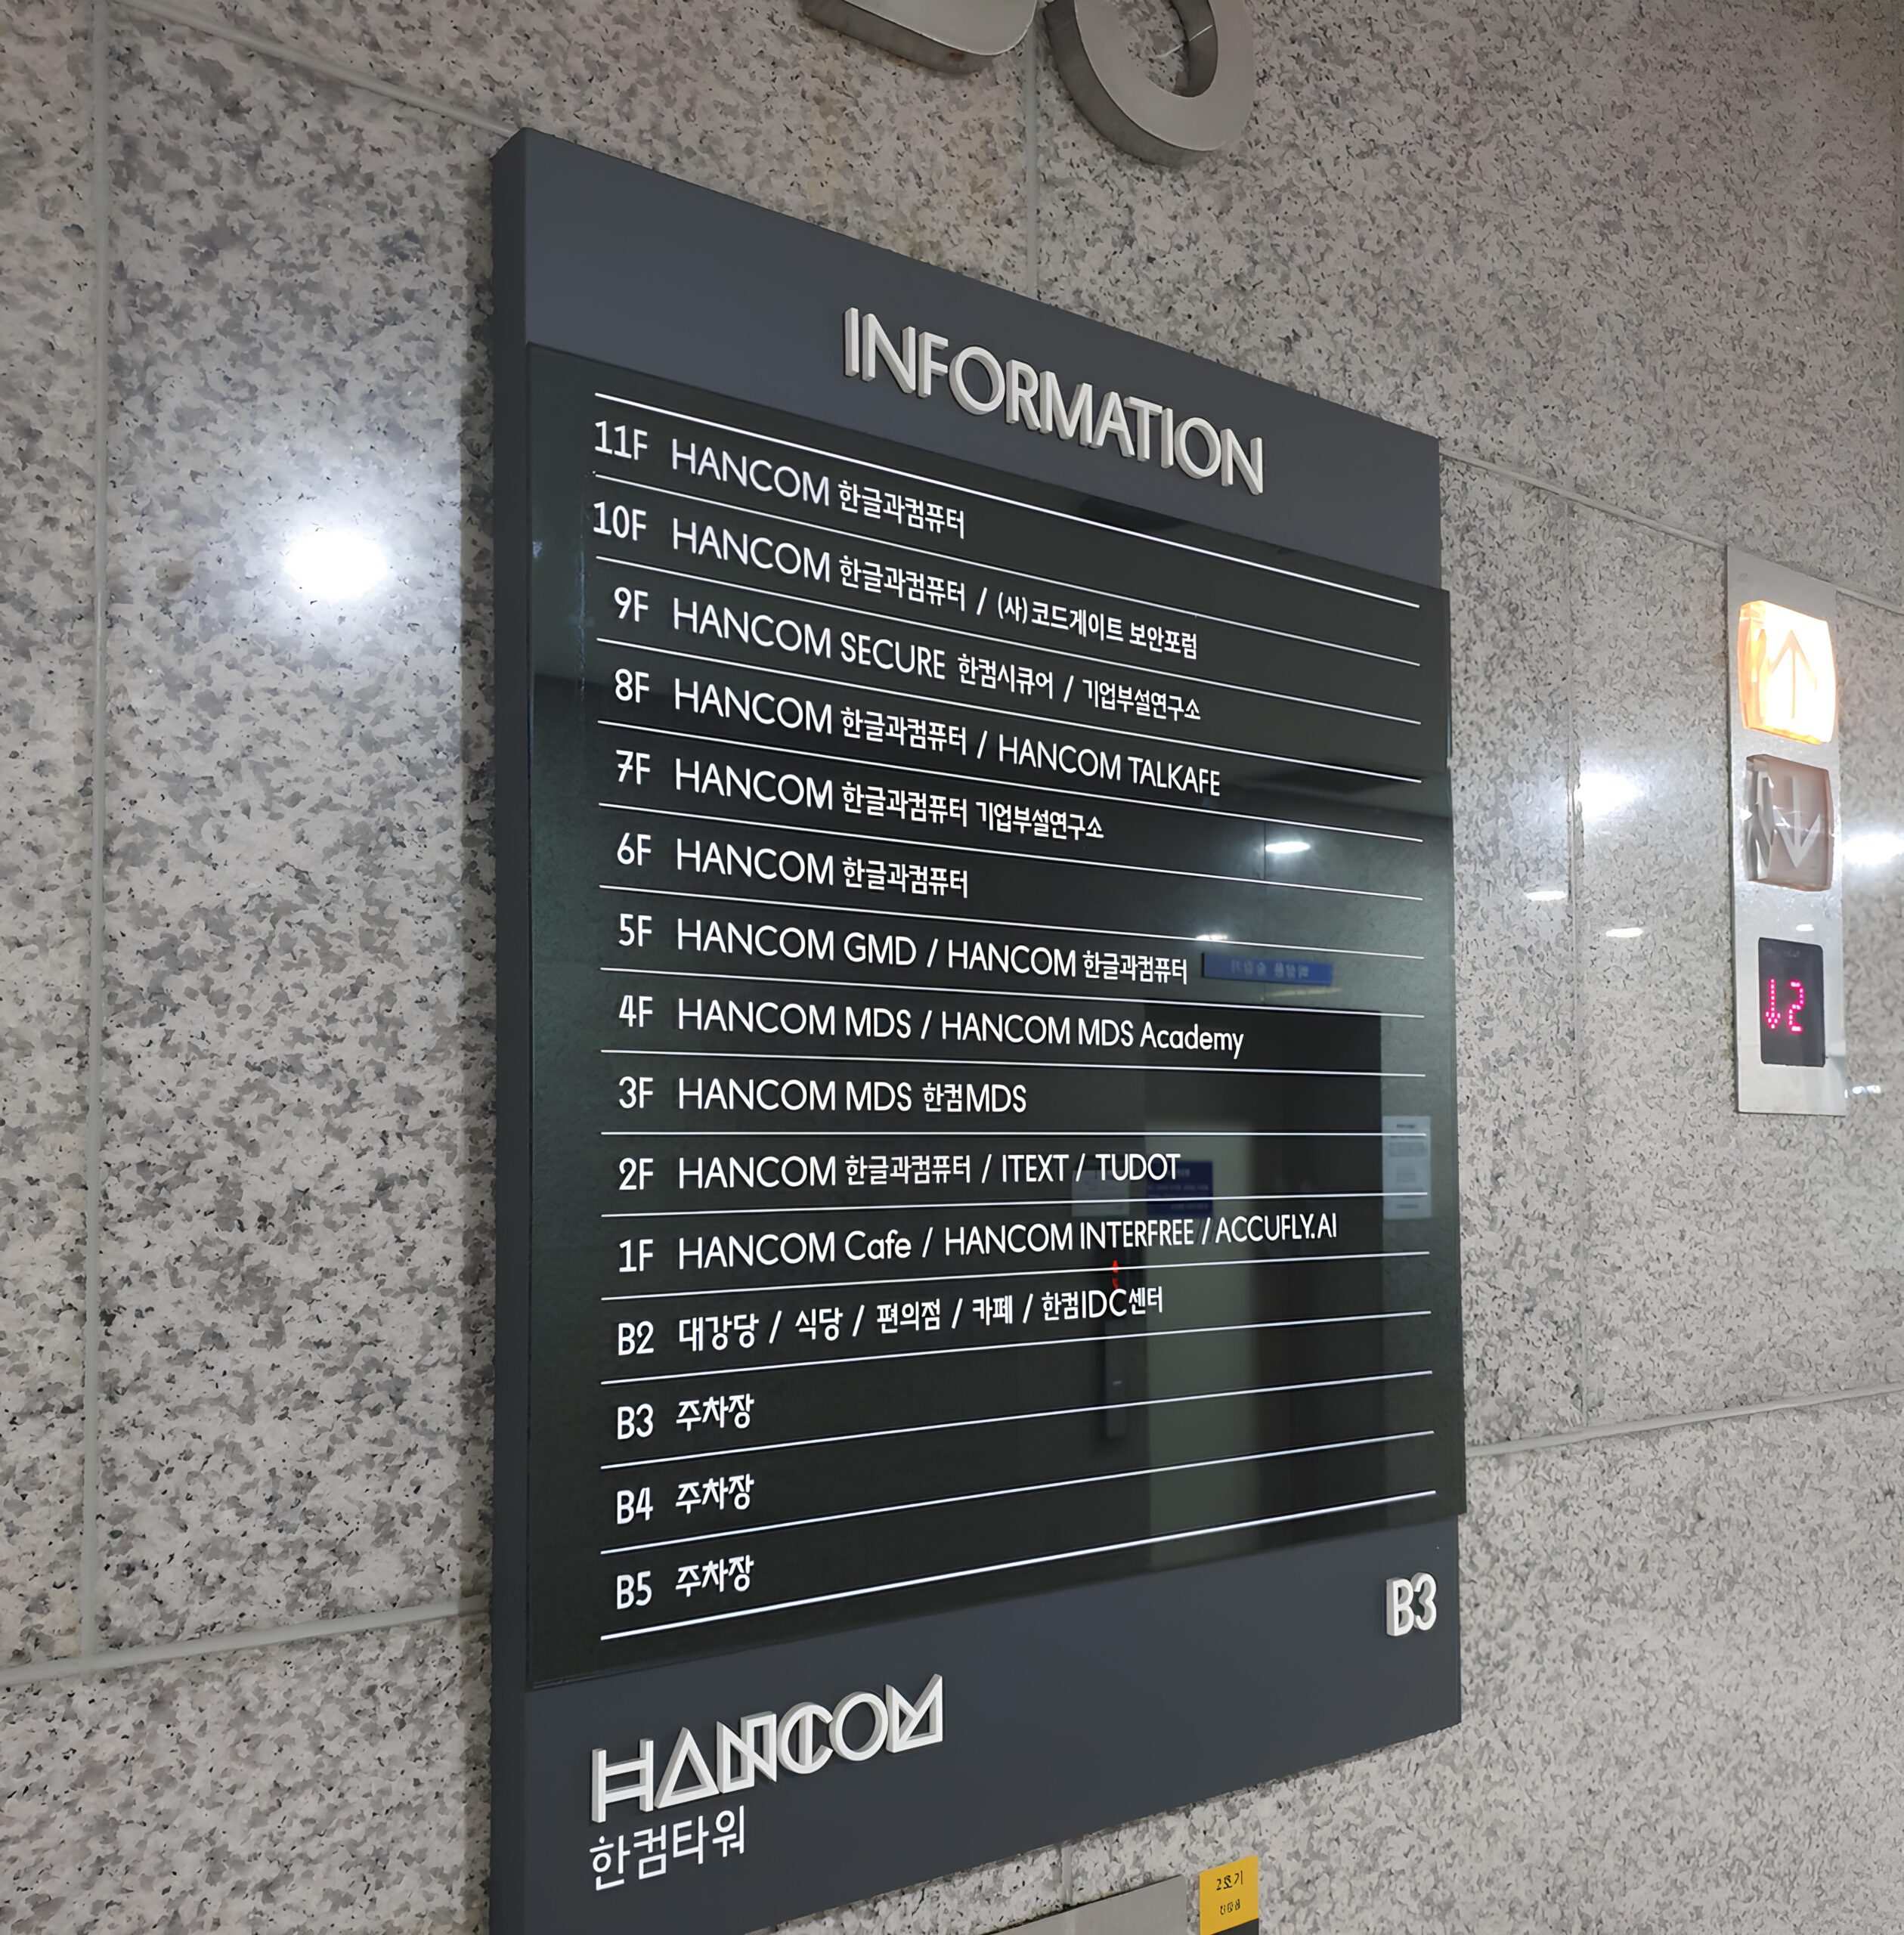 INFORMATION
11F HANCOM 한글과컴퓨터
10F HANCOM 한글과컴퓨터 / (사)코드게이트 보안포럼
9F HANCOM SECURE 한컴시큐어 / 기업부설연구소
8F HANCOM 한글과컴퓨터 / HANCOM TALKAFE
7F HANCOM 한글과컴퓨터 기업부설연구소
6F HANCOM 한글과컴퓨터
5F HANCOM GMD / HANCOM 한글과컴퓨터
4F HANCOM MDS / HANCOM MDS Academy
3F HANCOM MDS 한컴MDS
2F HANCOM 한글과컴퓨터 / ITEXT / TUDOT
1F HANCOM Cafe / HANCOM INTERFREE / ACCUFLY.AI
B2 대강당 / 식당 / 편의점 / 카페 / 한컴IDC센터
B3 주차장
B4 주차장
B5 주차장
B3
HANCOM
한컴타워
↓2
2호기